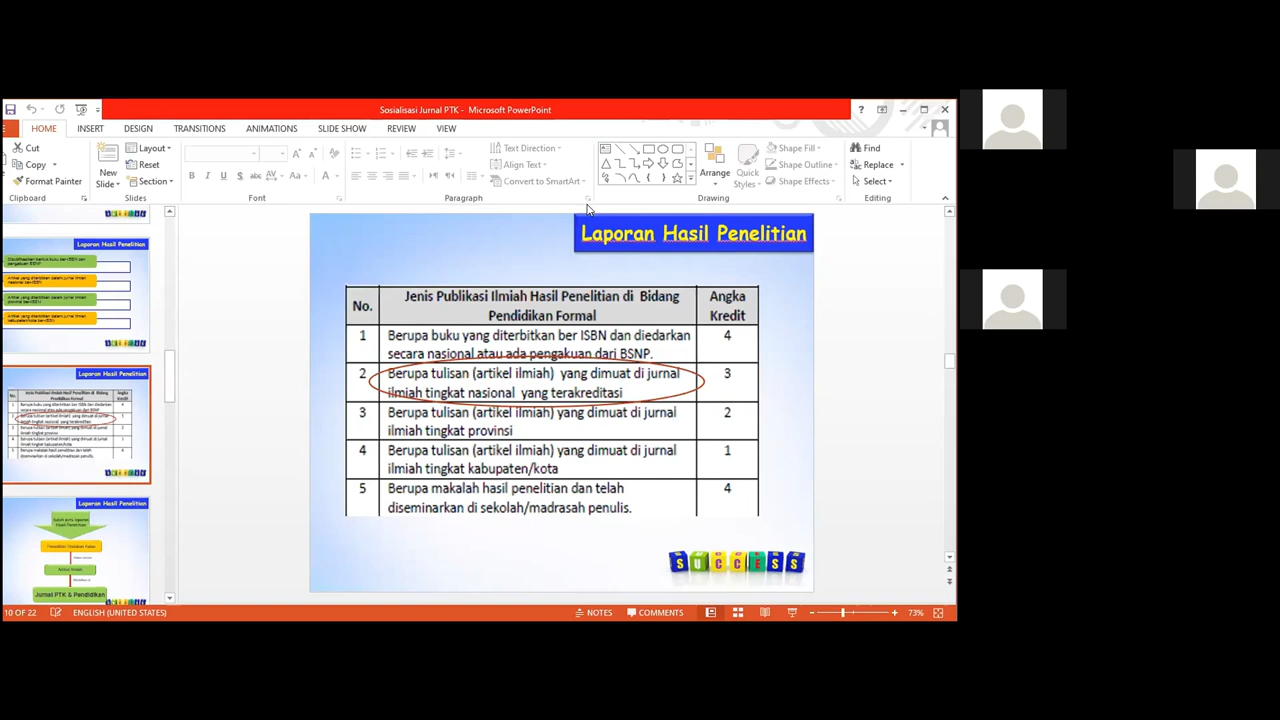 Sosialisasi Jurnal PTK - Microsoft PowerPoint
HOME INSERT DESIGN TRANSITIONS ANIMATIONS SLIDE SHOW REVIEW VIEW
Cut
Copy
Format Painter
Clipboard
New Slide
Layout
Reset
Section
Slides
Font
Text Direction
Align Text
Convert to SmartArt
Paragraph
Arrange
Quick Styles
Shape Fill
Shape Outline
Shape Effects
Drawing
Find
Replace
Select
Editing
Laporan Hasil Penelitian
Laporan Hasil Penelitian
Laporan Hasil Penelitian
Jurnal PTK & Pendidikan
Laporan Hasil Penelitian
No. Jenis Publikasi Ilmiah Hasil Penelitian di Bidang Angka
Pendidikan Formal Kredit
1 Berupa buku yang diterbitkan ber ISBN dan diedarkan 4
secara nasional atau ada pengakuan dari BSNP.
2 Berupa tulisan (artikel ilmiah) yang dimuat di jurnal 3
ilmiah tingkat nasional yang terakreditasi
3 Berupa tulisan (artikel ilmiah) yang dimuat di jurnal 2
ilmiah tingkat provinsi
4 Berupa tulisan (artikel ilmiah) yang dimuat di jurnal 1
ilmiah tingkat kabupaten/kota
5 Berupa makalah hasil penelitian dan telah 4
diseminarkan di sekolah/madrasah penulis.
SUCCESS
10 OF 22 ENGLISH (UNITED STATES) NOTES COMMENTS 73%